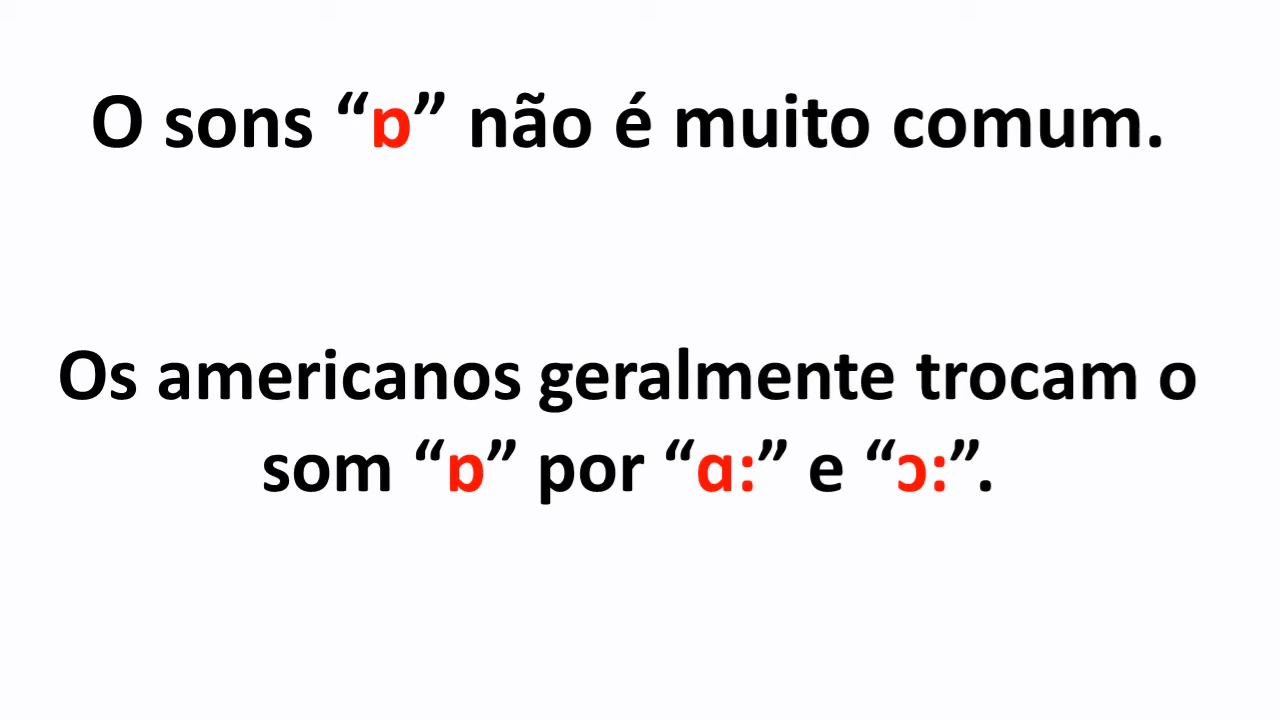 O sons “ɒ” não é muito comum.
Os americanos geralmente trocam o
som “ɒ” por “ɑ:” e “ɔ:”.